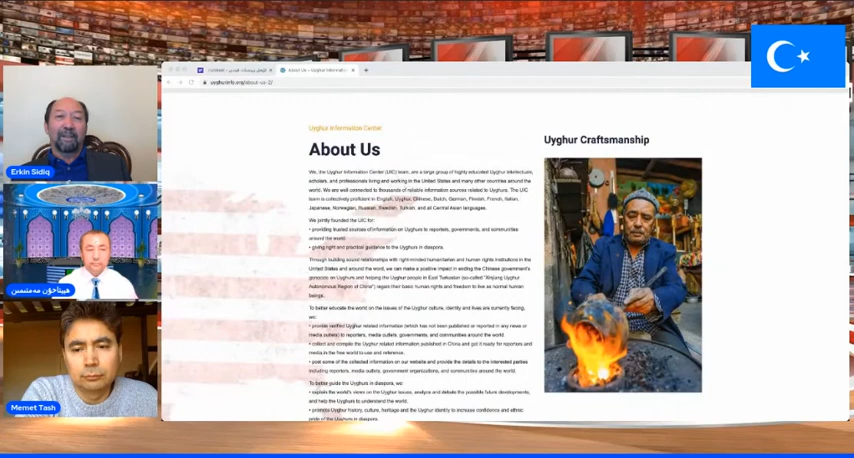 About Us – Uyghur Informatio
uyghurinfo.org/about-us-2/
Uyghur Information Center
About Us
We, the Uyghur Information Center (UIC) team, are a large group of highly educated Uyghur intellectuals,
scholars, and professionals living and working in the United States and many other countries around the
world. We are well connected to thousands of reliable information sources related to Uyghurs. The UIC
team is collectively proficient in English, Uyghur, Chinese, Dutch, German, Finnish, French, Italian,
Japanese, Norwegian, Russian, Swedish, Turkish, and all Central Asian languages.
We jointly founded the UIC for:
• providing trusted sources of information on Uyghurs to reporters, governments, and communities
around the world
• giving right and practical guidance to the Uyghurs in diaspora.
Through building sound relationships with right-minded humanitarian and human rights institutions in the
United States and around the world, we can make a positive impact in ending the Chinese government's
genocide on Uyghurs and helping the Uyghur people in East Turkistan (so-called "Xinjiang Uyghur
Autonomous Region of China") regain their basic human rights and freedom to live as normal human
beings.
To better educate the world on the issues of the Uyghur culture, identity and lives are currently facing,
we:
• provide verified Uyghur related information (which has not been published or reported in any news or
media outlets) to reporters, media outlets, governments, and communities around the world
• collect and compile the Uyghur related information published in China and get it ready for reporters and
media in the free world to use and reference.
• post some of the collected information on our website and provide the details to the interested parties
including reporters, media outlets, government organizations, and communities around the world.
To better guide the Uyghurs in diaspora, we:
• explain the world's views on the Uyghur issues, analyze and debate the possible future developments,
and help the Uyghurs to understand the world.
• promote Uyghur history, culture, heritage and the Uyghur identity to increase confidence and ethnic
pride of the Uyghurs in diaspora.
Uyghur Craftsmanship
Erkin Sidiq
ھېيتاخۇن مەمتىمىن
Memet Tash